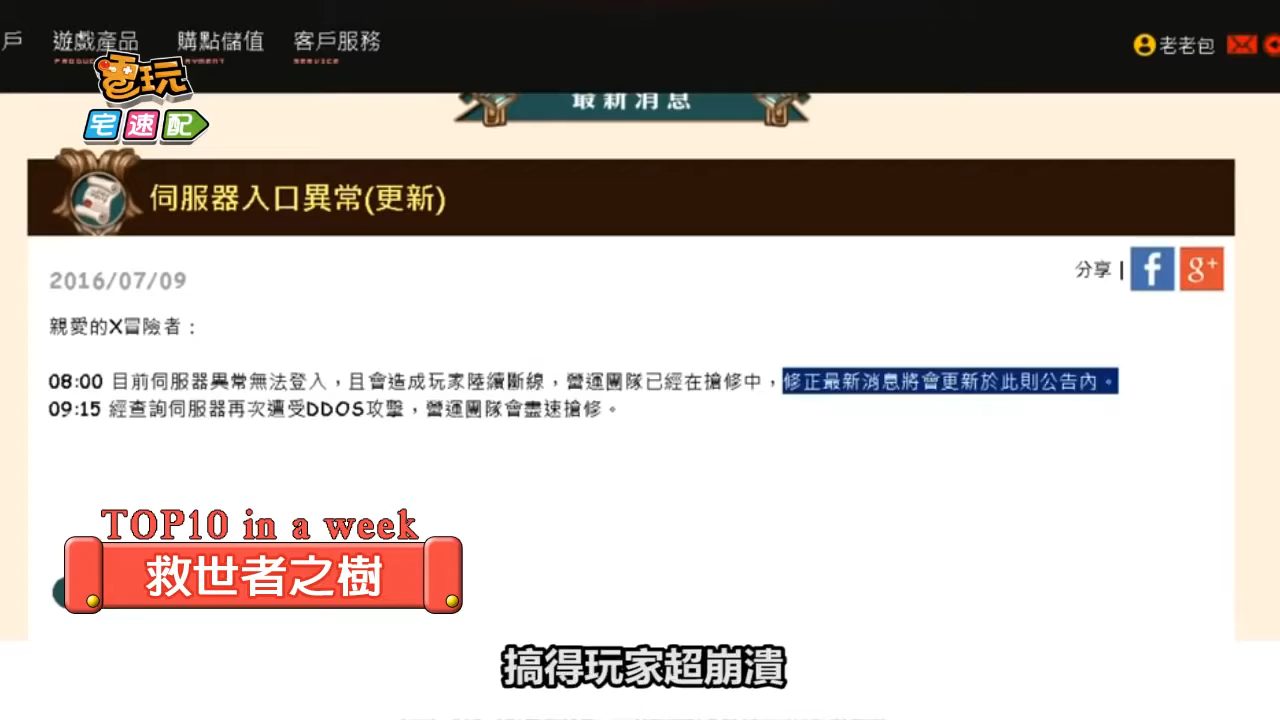 戶 遊戲產品 購點儲值 客戶服務 老老包
SERVICE
電玩
宅速配
最新消息
伺服器入口異常(更新)
2016/07/09
分享 |
f g+
親愛的X冒險者：
08:00 目前伺服器異常無法登入，且會造成玩家陸續斷線，營運團隊已經在搶修中，修正最新消息將會更新於此則公告內。
09:15 經查詢伺服器再次遭受DDOS攻擊，營運團隊會盡速搶修。
TOP10 in a week
救世者之樹
搞得玩家超崩潰